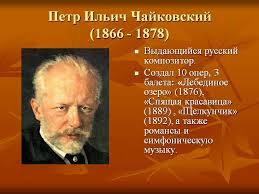 Петр Ильич Чайковский
(1866 - 1878)
Выдающийся русский
композитор.
Создал 10 опер, 3
балета: «Лебединое
озеро» (1876),
«Спящая красавица»
(1889) , «Щелкунчик»
(1892), а также
романсы и
симфоническую
музыку.